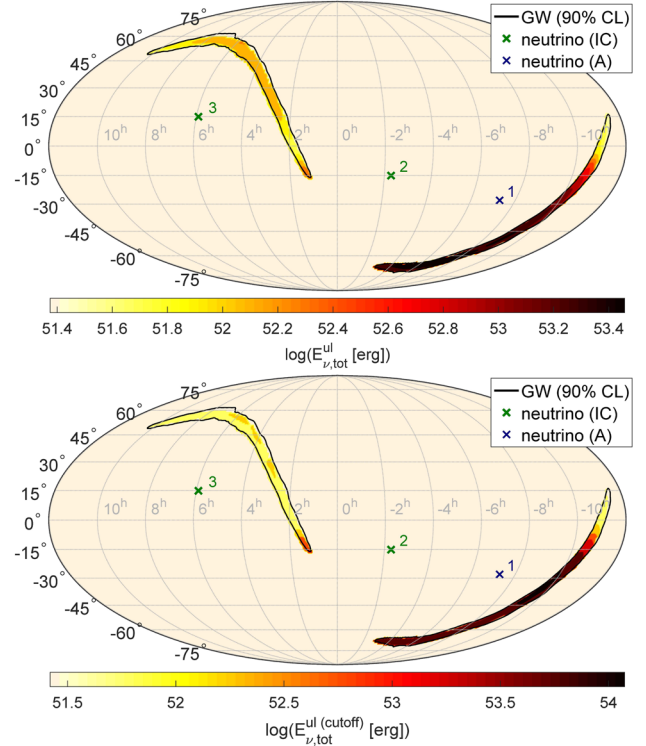 75°
60°
45°
30°
15°
0°
-15°
-30°
-45°
-60°
-75°
10h 8h 6h 4h 2h 0h -2h -4h -6h -8h -10h
3
2
1
GW (90% CL)
neutrino (IC)
neutrino (A)
51.4 51.6 51.8 52 52.2 52.4 52.6 52.8 53 53.2 53.4
log(E^ul_ν,tot [erg])
75°
60°
45°
30°
15°
0°
-15°
-30°
-45°
-60°
-75°
10h 8h 6h 4h 2h 0h -2h -4h -6h -8h -10h
3
2
1
GW (90% CL)
neutrino (IC)
neutrino (A)
51.5 52 52.5 53 53.5 54
log(E^ul (cutoff)_ν,tot [erg])